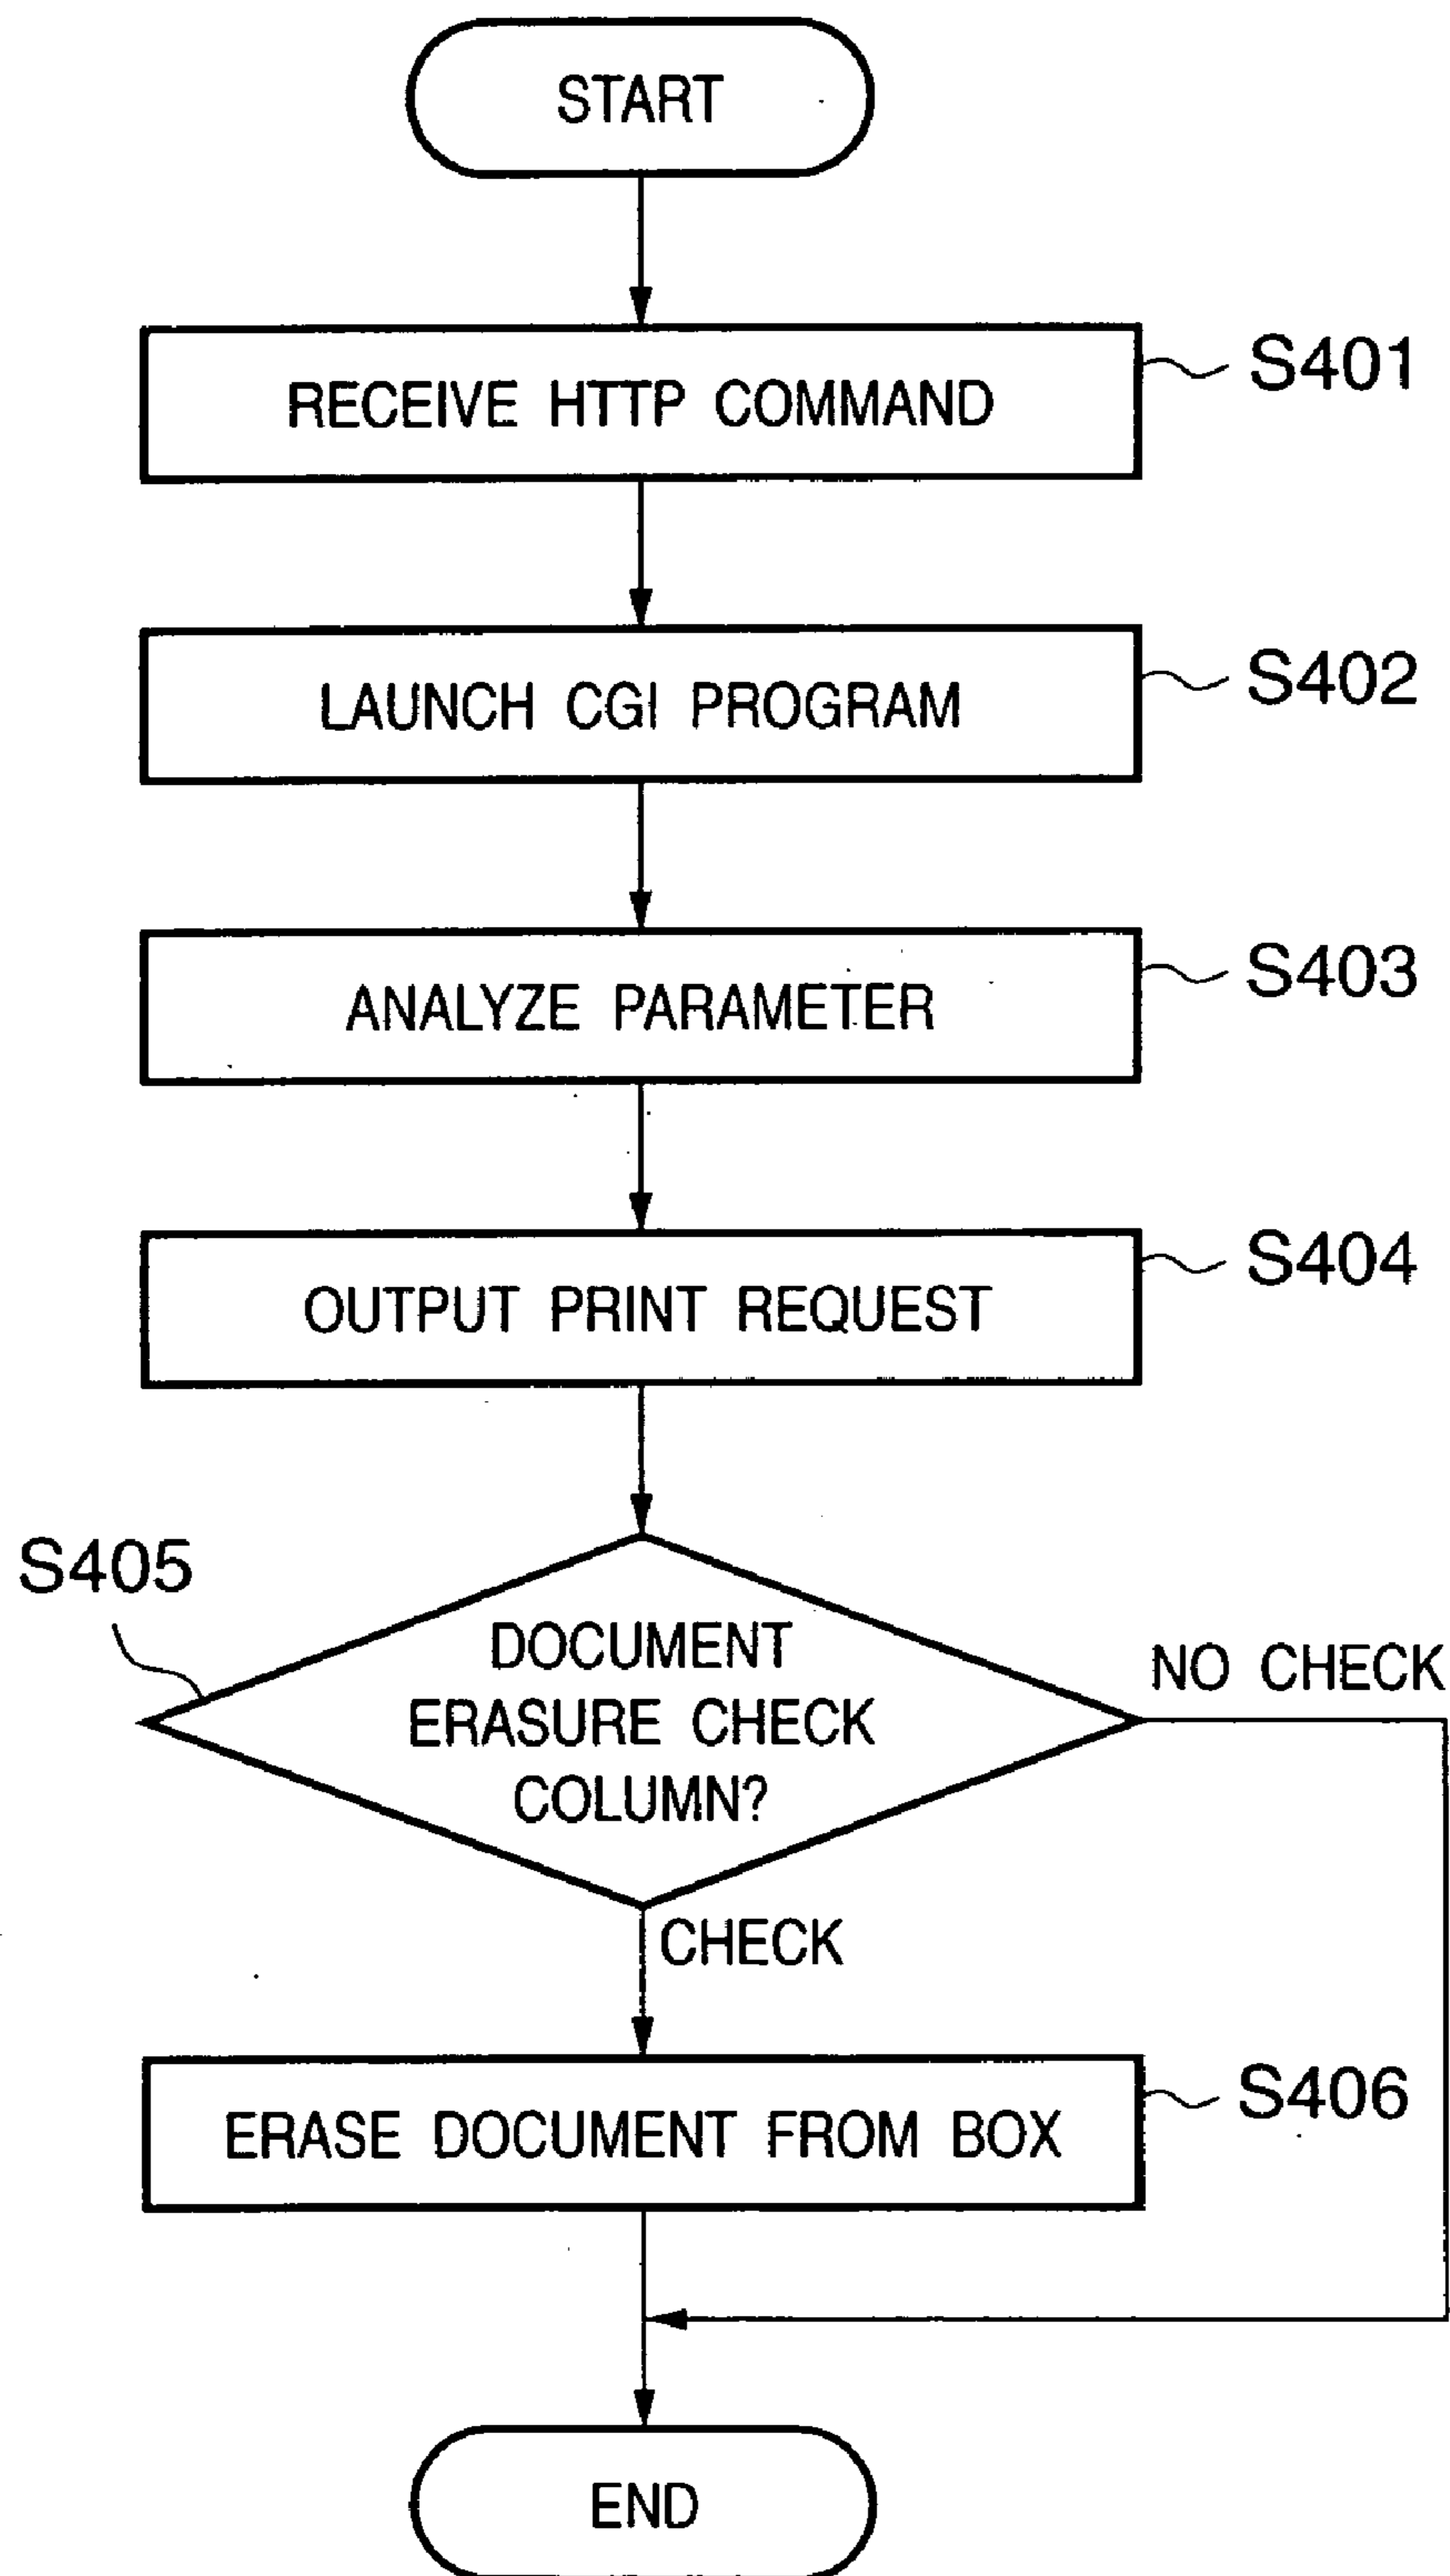 START
RECEIVE HTTP COMMAND
S401
LAUNCH CGI PROGRAM
S402
ANALYZE PARAMETER
S403
OUTPUT PRINT REQUEST
S404
S405
DOCUMENT
ERASURE CHECK
COLUMN?
NO CHECK
CHECK
ERASE DOCUMENT FROM BOX
S406
END